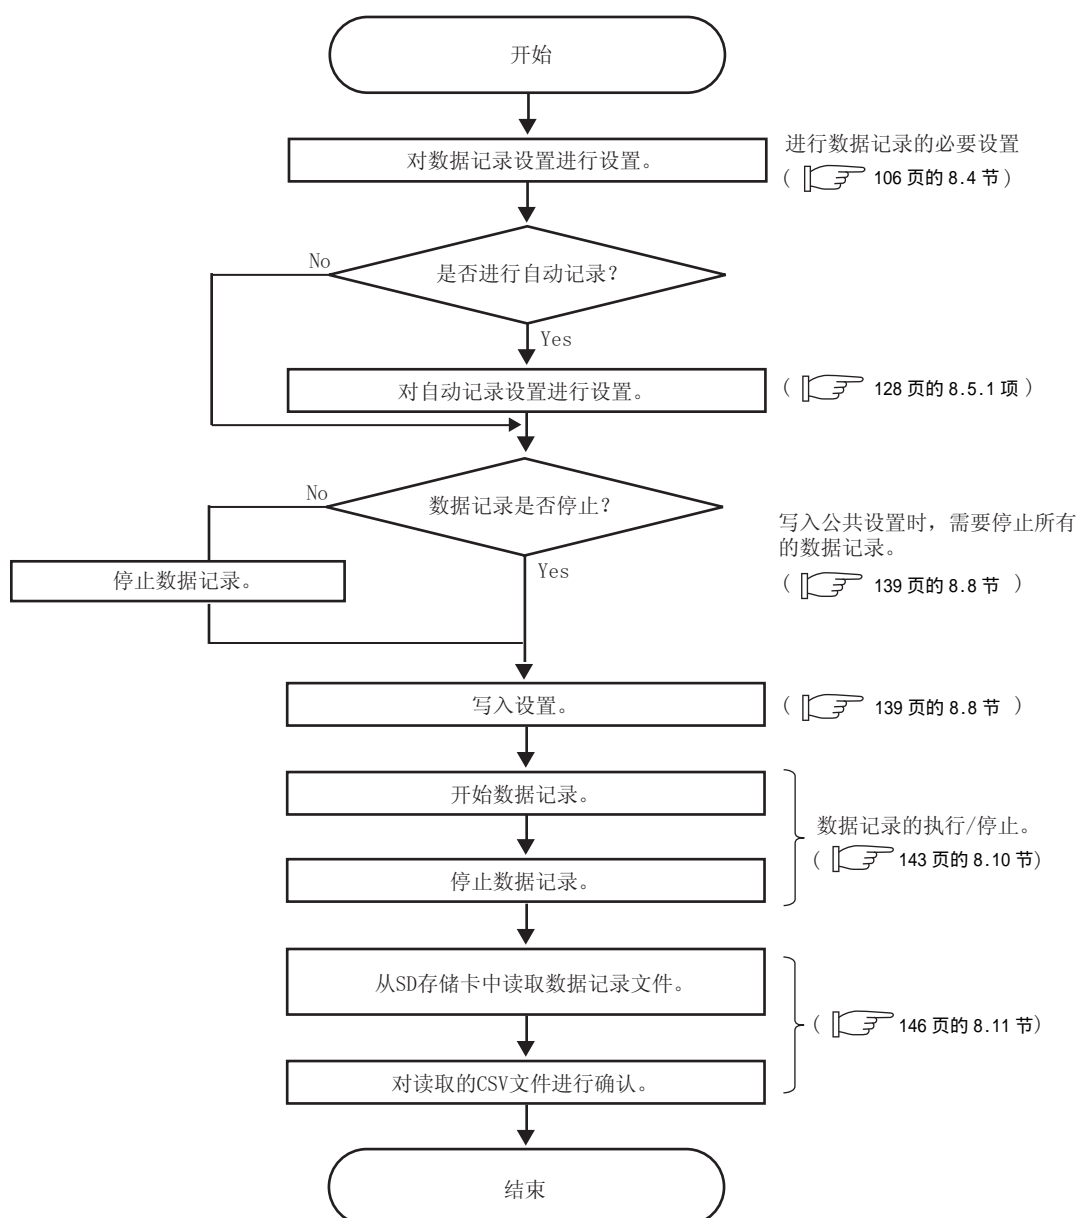 开始
对数据记录设置进行设置。
进行数据记录的必要设置
( 106 页的 8.4 节 )
No
是否进行自动记录?
Yes
对自动记录设置进行设置。
( 128 页的 8.5.1 项 )
No
数据记录是否停止?
写入公共设置时，需要停止所有
的数据记录。
停止数据记录。
Yes
( 139 页的 8.8 节 )
写入设置。
( 139 页的 8.8 节 )
开始数据记录。
数据记录的执行/停止。
( 143 页的 8.10 节)
停止数据记录。
从SD存储卡中读取数据记录文件。
( 146 页的 8.11 节)
对读取的CSV文件进行确认。
结束